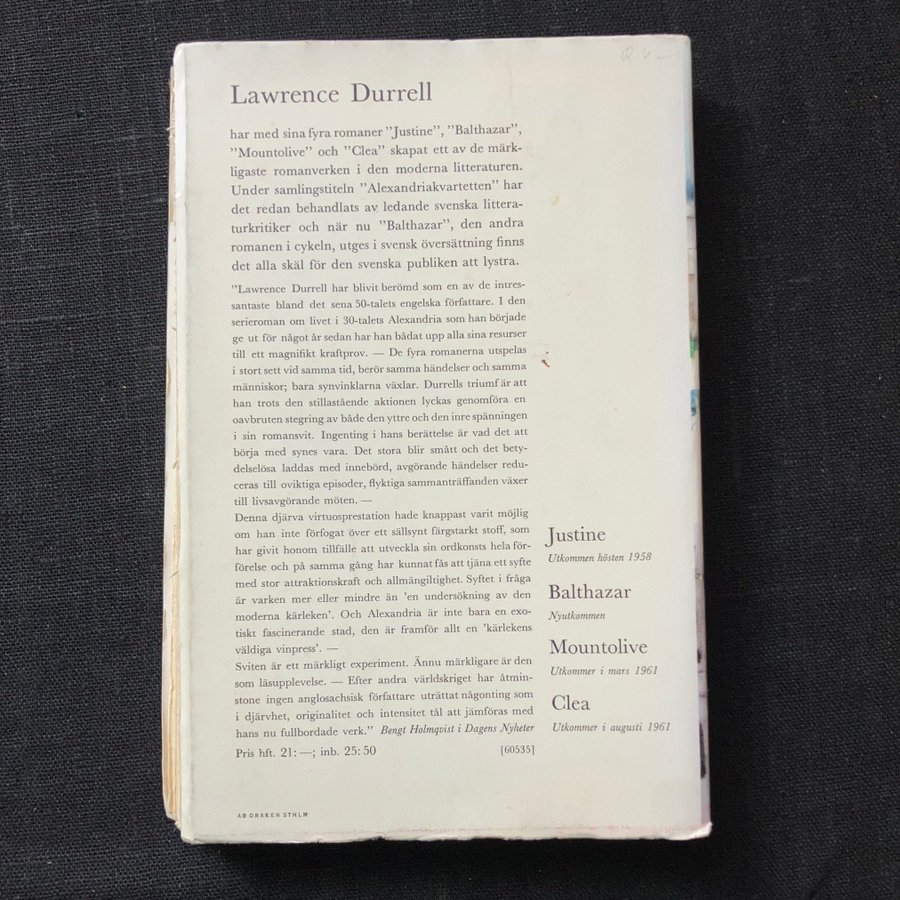 Lawrence Durrell
har med sina fyra romaner "Justine", "Balthazar",
"Mountolive" och "Clea" skapat ett av de märk-
ligaste romanverken i den moderna litteraturen.
Under samlingstiteln "Alexandriakvartetten" har
det redan behandlats av ledande svenska littera-
turkritiker och när nu "Balthazar", den andra
romanen i cykeln, utges i svensk översättning finns
det alla skäl för den svenska publiken att lystra.
"Lawrence Durrell har blivit berömd som en av de intres-
santaste bland det sena 50-talets engelska författare. I den
serieroman om livet i 30-talets Alexandria som han började
ge ut för något år sedan har han bådat upp alla sina resurser
till ett magnifikt kraftprov. — De fyra romanerna utspelas
i stort sett vid samma tid, berör samma händelser och samma
människor; bara synvinklarna växlar. Durrells triumf är att
han trots den stillastående aktionen lyckas genomföra en
oavbruten stegring av både den yttre och den inre spänningen
i sin romansvit. Ingenting i hans berättelse är vad det att
börja med synes vara. Det stora blir smått och det bety-
delselösa laddas med innebörd, avgörande händelser redu-
ceras till oviktiga episoder, flyktiga sammanträffanden växer
till livsavgörande möten. —
Denna djärva virtuosprestation hade knappast varit möjlig
om han inte förfogat över ett sällsynt färgstarkt stoff, som
har givit honom tillfälle att utveckla sin ordkonsts hela för-
förelse och på samma gång har kunnat fås att tjäna ett syfte
med stor attraktionskraft och allmängiltighet. Syftet i fråga
är varken mer eller mindre än 'en undersökning av den
moderna kärleken'. Och Alexandria är inte bara en exo-
tiskt fascinerande stad, den är framför allt en 'kärlekens
väldiga vinpress'. —
Sviten är ett märkligt experiment. Ännu märkligare är den
som läsupplevelse. — Efter andra världskriget har åtmin-
stone ingen anglosachsisk författare uträttat någonting som
i djärvhet, originalitet och intensitet tål att jämföras med
hans nu fullbordade verk." Bengt Holmqvist i Dagens Nyheter
Pris hft. 21:—; inb. 25:50 [60535]
AB DRAKEN STHLM
Justine
Utkommen hösten 1958
Balthazar
Nyutkommen
Mountolive
Utkommer i mars 1961
Clea
Utkommer i augusti 1961